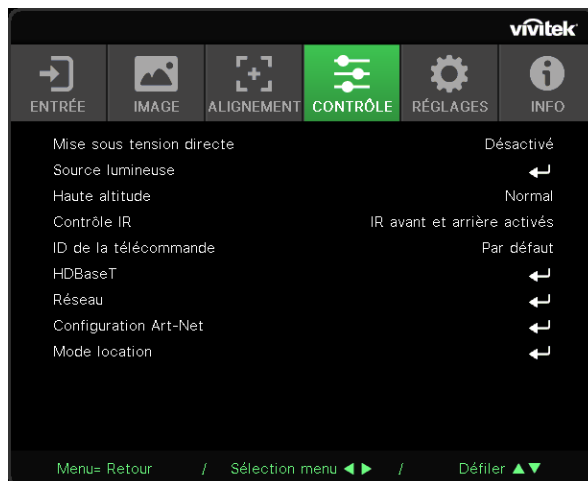 vivitek
ENTRÉE IMAGE ALIGNEMENT CONTRÔLE RÉGLAGES INFO
Mise sous tension directe Désactivé
Source lumineuse
Haute altitude Normal
Contrôle IR IR avant et arrière activés
ID de la télécommande Par défaut
HDBaseT
Réseau
Configuration Art-Net
Mode location
Menu= Retour / Sélection menu ◀ ▶ / Défiler ▲▼